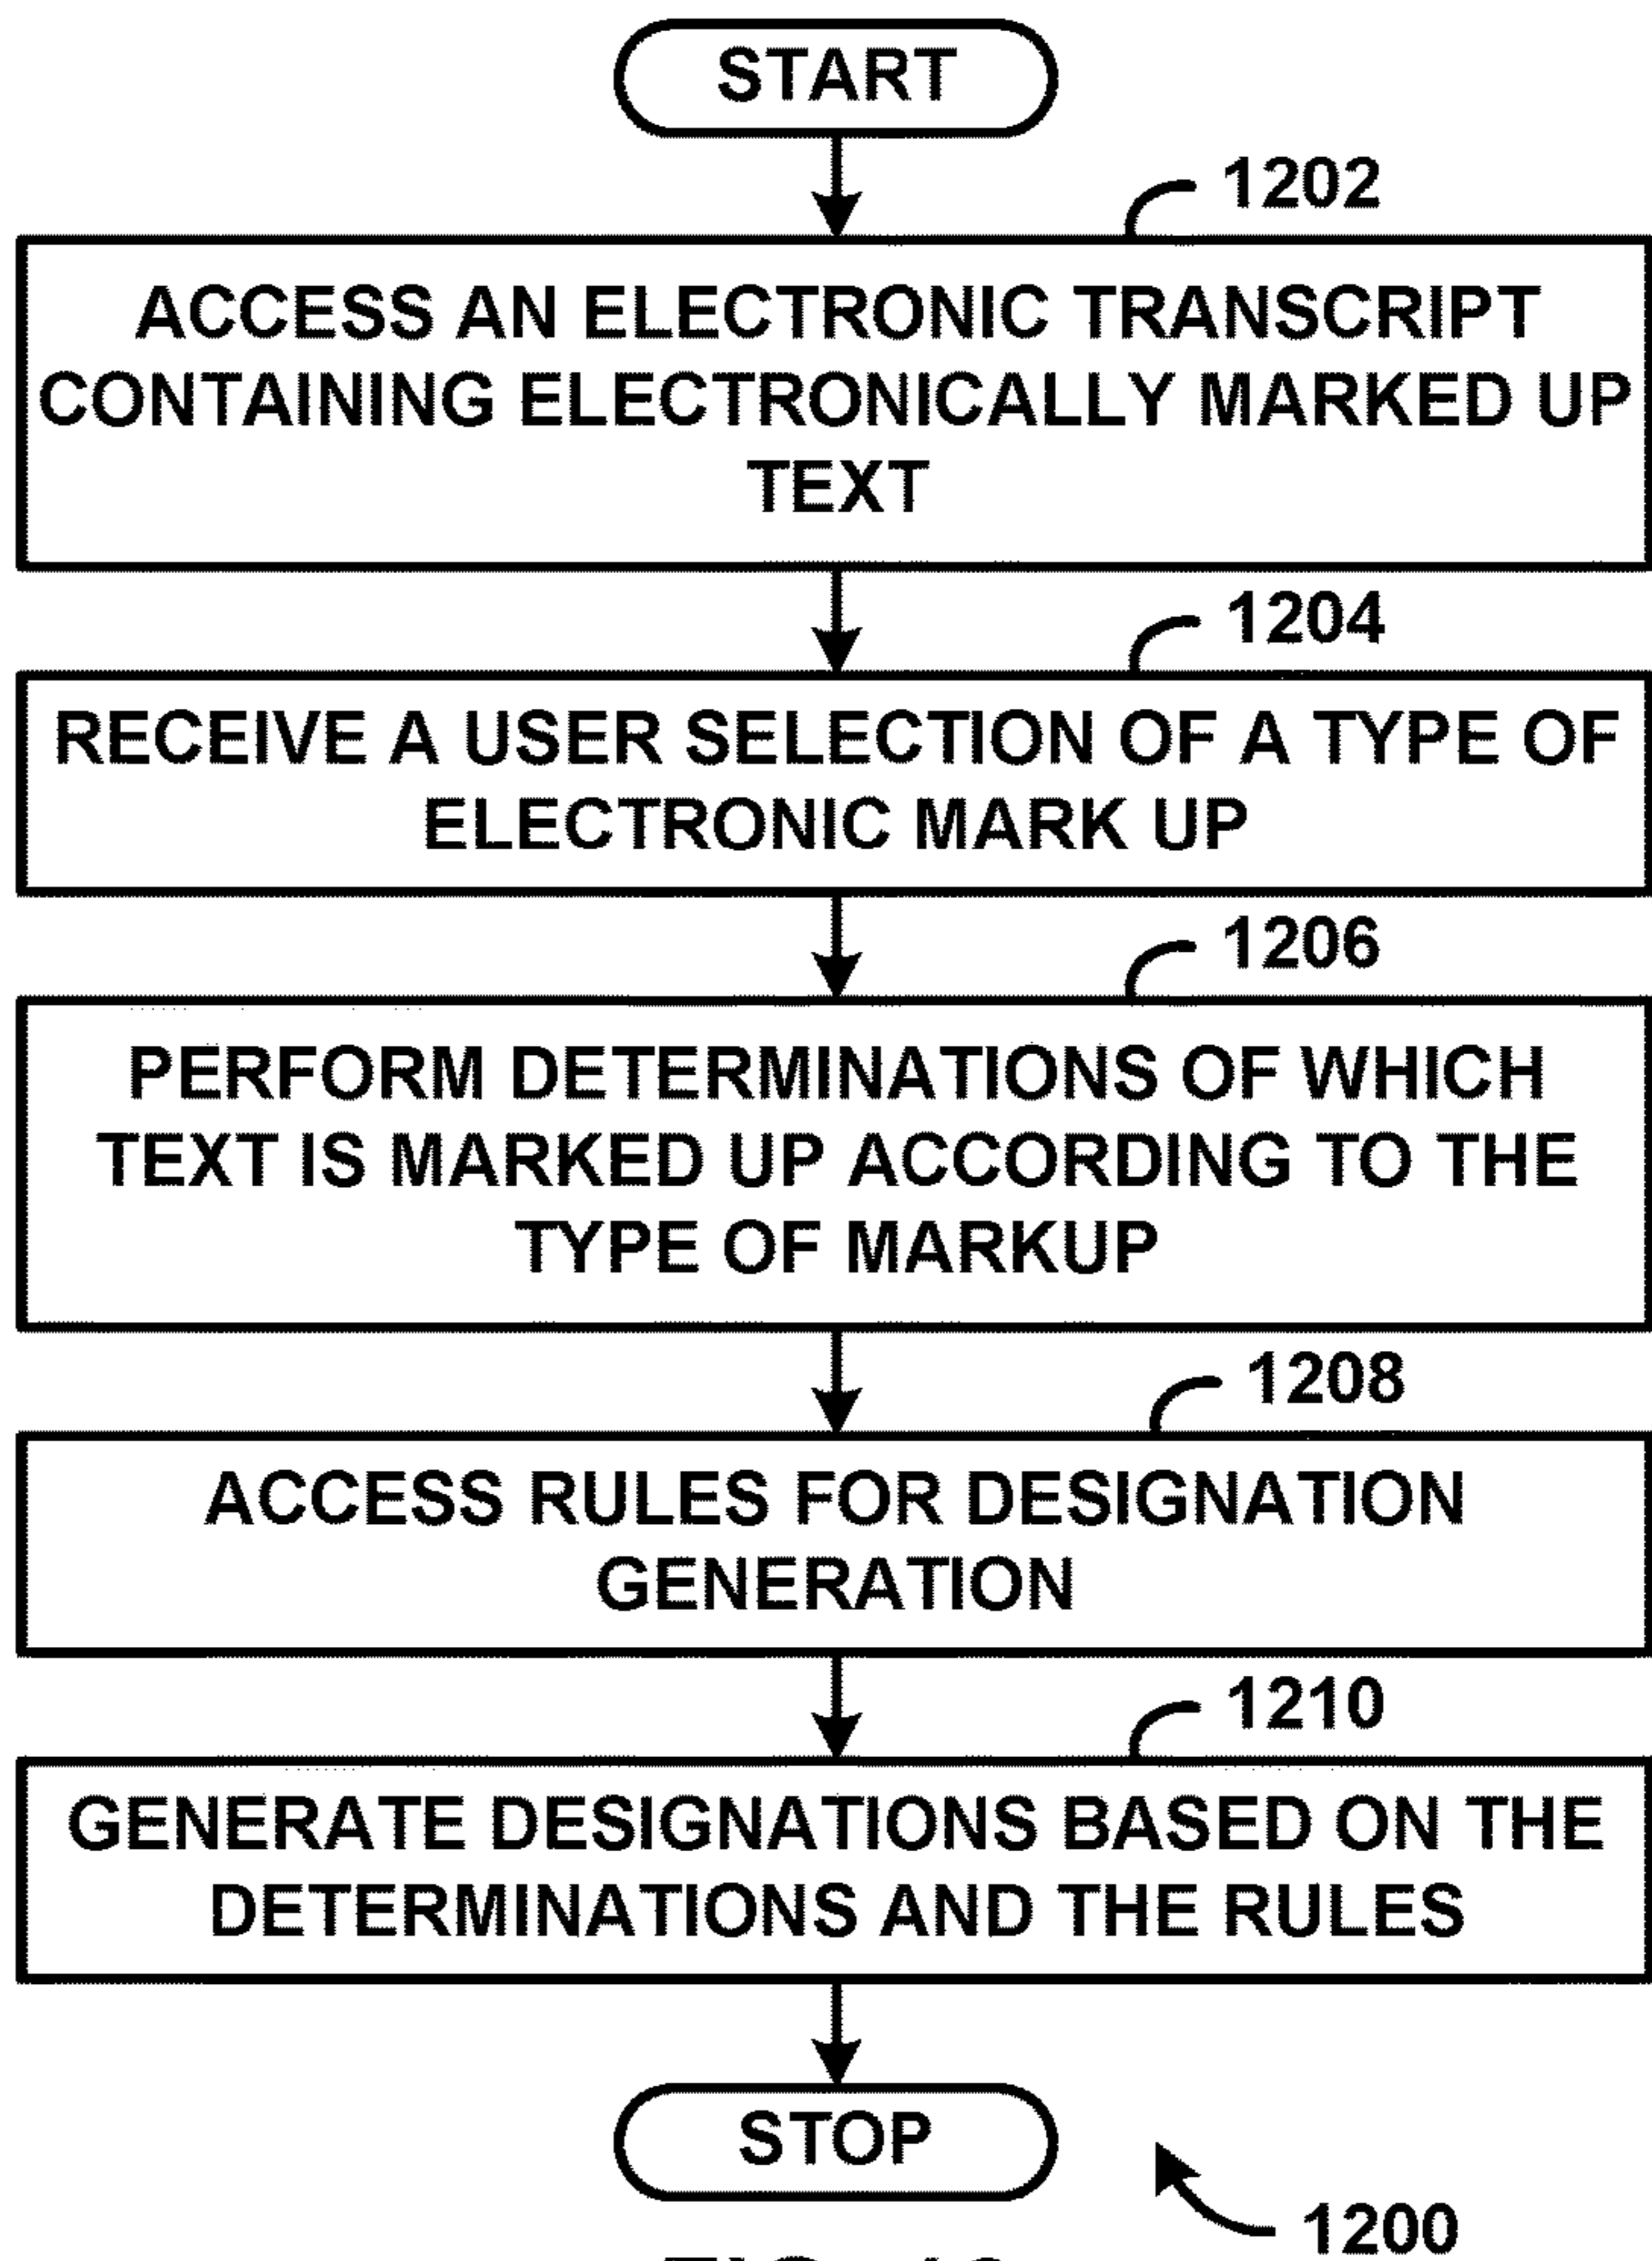 START
1202
ACCESS AN ELECTRONIC TRANSCRIPT
CONTAINING ELECTRONICALLY MARKED UP
TEXT
1204
RECEIVE A USER SELECTION OF A TYPE OF
ELECTRONIC MARK UP
1206
PERFORM DETERMINATIONS OF WHICH
TEXT IS MARKED UP ACCORDING TO THE
TYPE OF MARKUP
1208
ACCESS RULES FOR DESIGNATION
GENERATION
1210
GENERATE DESIGNATIONS BASED ON THE
DETERMINATIONS AND THE RULES
STOP
1200